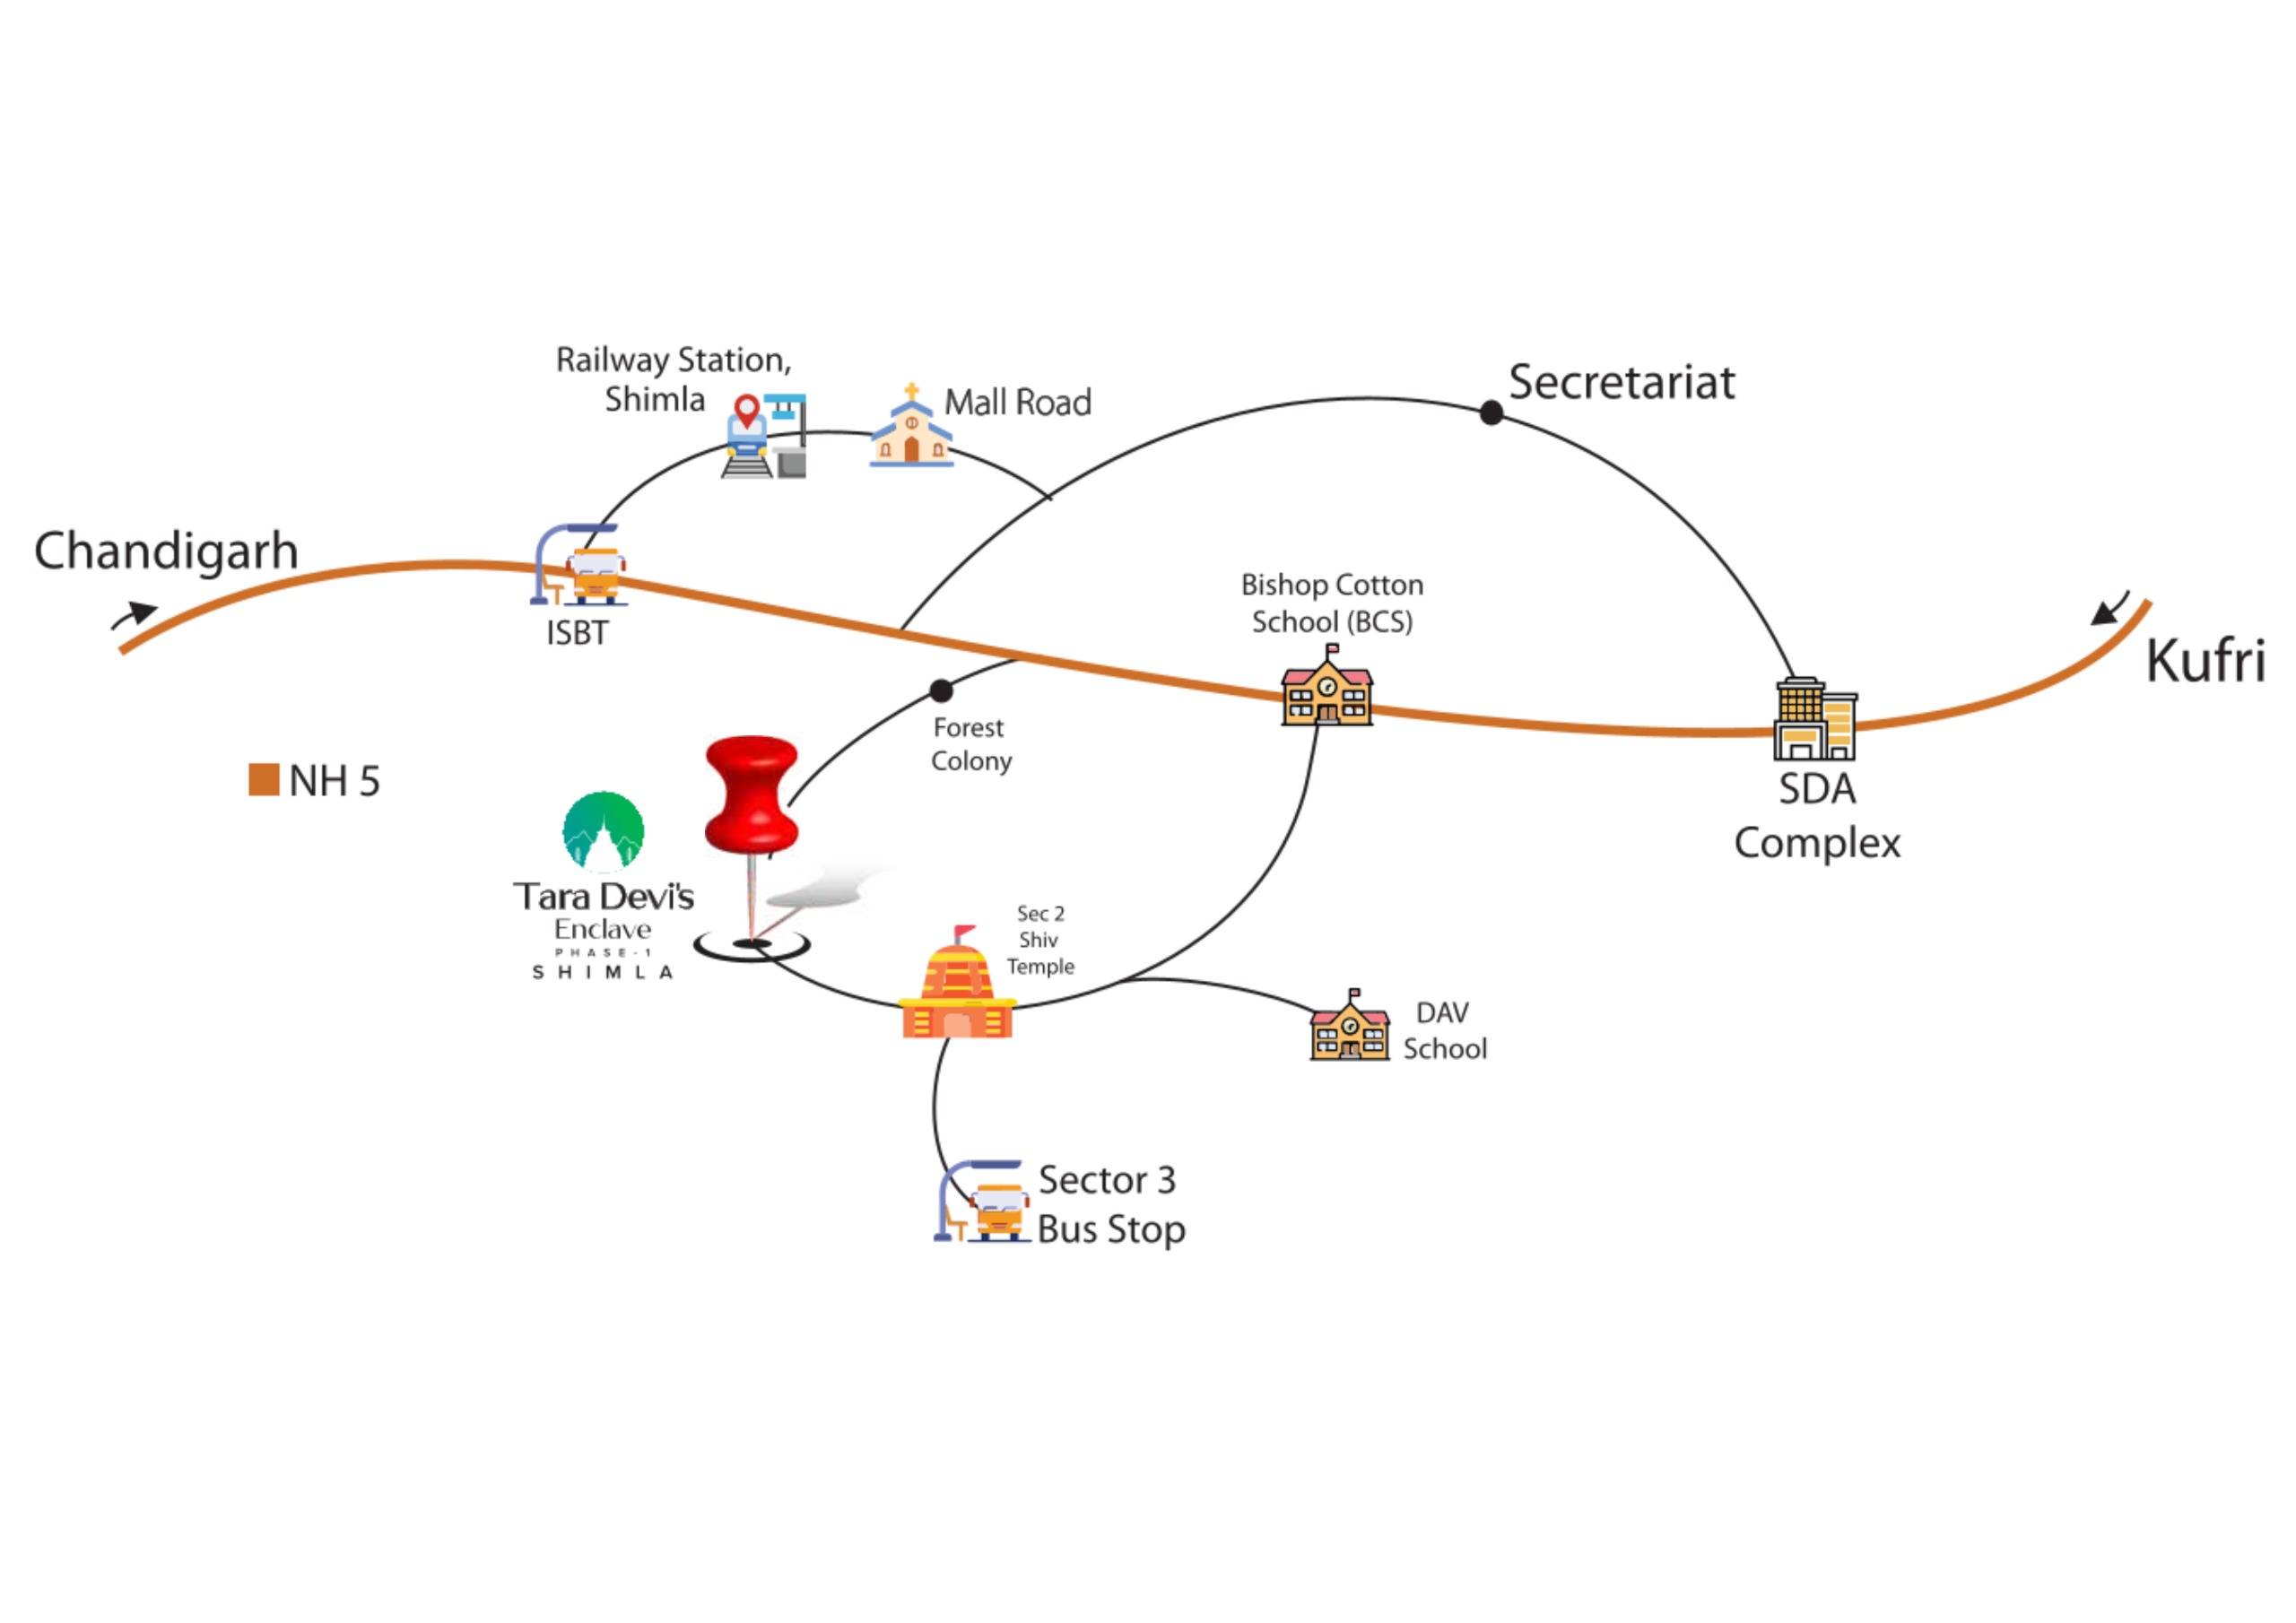 Railway Station,
Shimla
Mall Road
Secretariat
Chandigarh
ISBT
Bishop Cotton
School (BCS)
Kufri
Forest
Colony
NH 5
SDA
Complex
Tara Devi's
Enclave
PHASE-1
SHIMLA
Sec 2
Shiv
Temple
DAV
School
Sector 3
Bus Stop